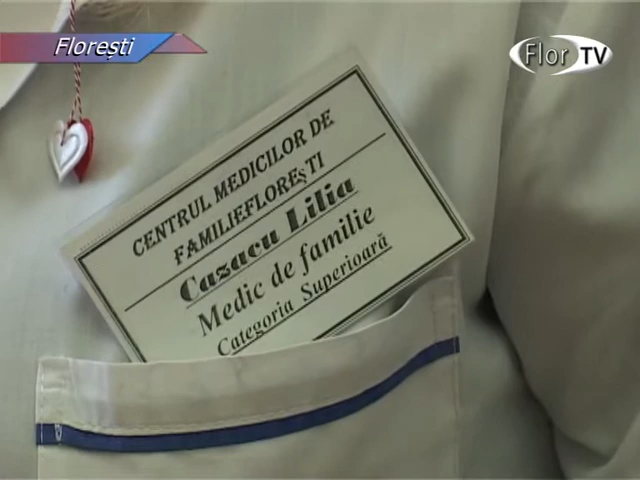 Florești
Flor TV
CENTRUL MEDICILOR DE
FAMILIEFLOREȘTI
Cazacu Lilia
Medic de familie
Categoria Superioară